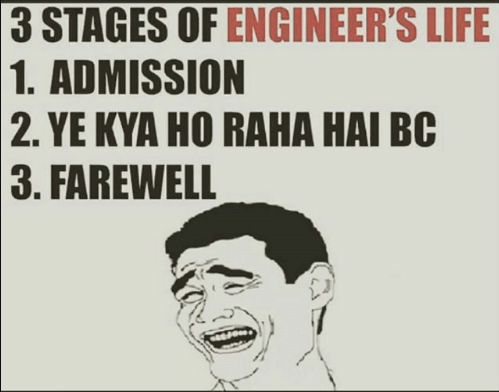 3 STAGES OF ENGINEER'S LIFE
1. ADMISSION
2. YE KYA HO RAHA HAI BC
3. FAREWELL